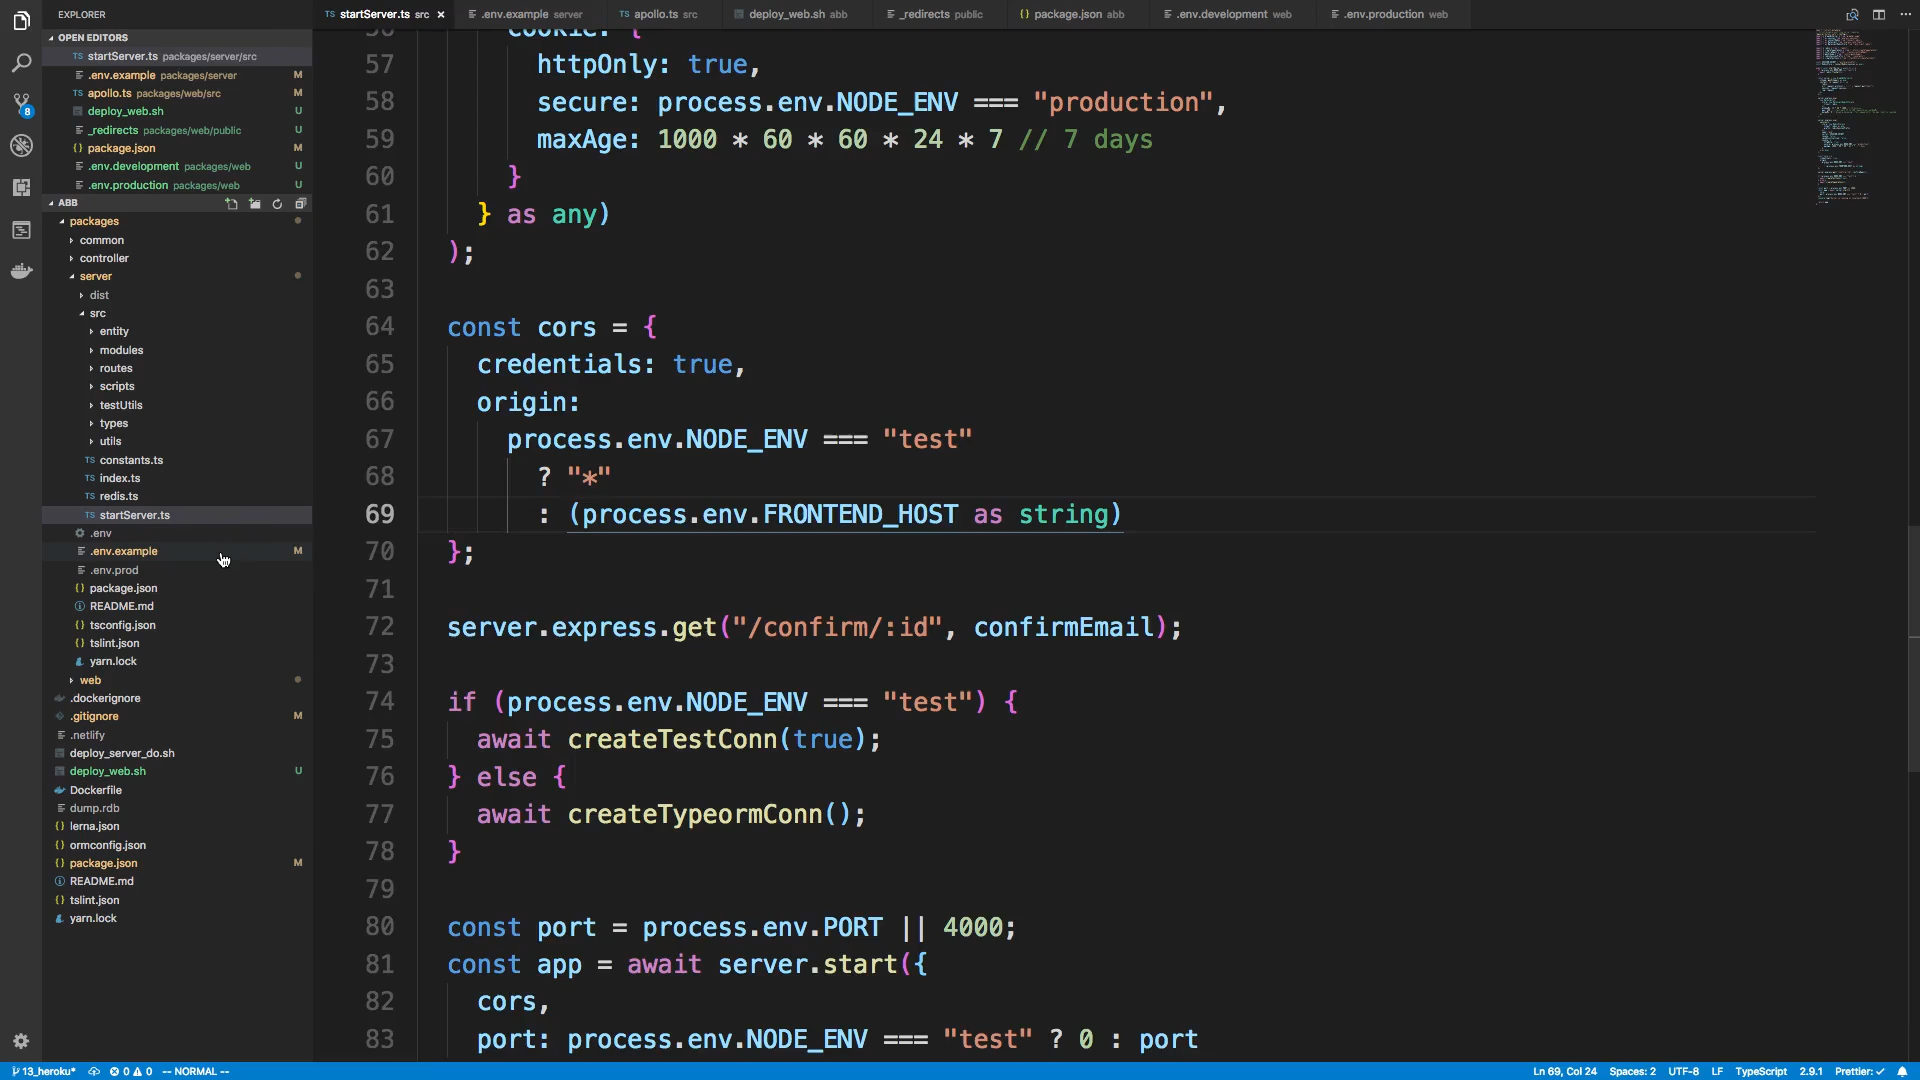 EXPLORER
OPEN EDITORS
TS startServer.ts packages/server/src
.env.example packages/server M
TS apollo.ts packages/web/src M
deploy_web.sh U
_redirects packages/web/public U
{} package.json M
.env.development packages/web U
.env.production packages/web U
ABB
packages
common
controller
server
dist
src
entity
modules
routes
scripts
testUtils
types
utils
TS constants.ts
TS index.ts
TS redis.ts
TS startServer.ts
.env
.env.example M
.env.prod
{} package.json
README.md
{} tsconfig.json
{} tslint.json
yarn.lock
web
.dockerignore
.gitignore M
.netlify
deploy_server_do.sh
deploy_web.sh U
Dockerfile
dump.rdb
{} lerna.json
{} ormconfig.json
{} package.json M
README.md
{} tslint.json
yarn.lock
8
TS startServer.ts src ×
.env.example server
TS apollo.ts src
deploy_web.sh abb
_redirects public
{} package.json abb
.env.development web
.env.production web
56 cookie: {
57 httpOnly: true,
58 secure: process.env.NODE_ENV === "production",
59 maxAge: 1000 * 60 * 60 * 24 * 7 // 7 days
60 }
61 } as any)
62 );
63
64 const cors = {
65 credentials: true,
66 origin:
67 process.env.NODE_ENV === "test"
68 ? "*"
69 : (process.env.FRONTEND_HOST as string)
70 };
71
72 server.express.get("/confirm/:id", confirmEmail);
73
74 if (process.env.NODE_ENV === "test") {
75 await createTestConn(true);
76 } else {
77 await createTypeormConn();
78 }
79
80 const port = process.env.PORT || 4000;
81 const app = await server.start({
82 cors,
83 port: process.env.NODE_ENV === "test" ? 0 : port
13_heroku* 0 0 -- NORMAL -- Ln 69, Col 24 Spaces: 2 UTF-8 LF TypeScript 2.9.1 Prettier: ✓